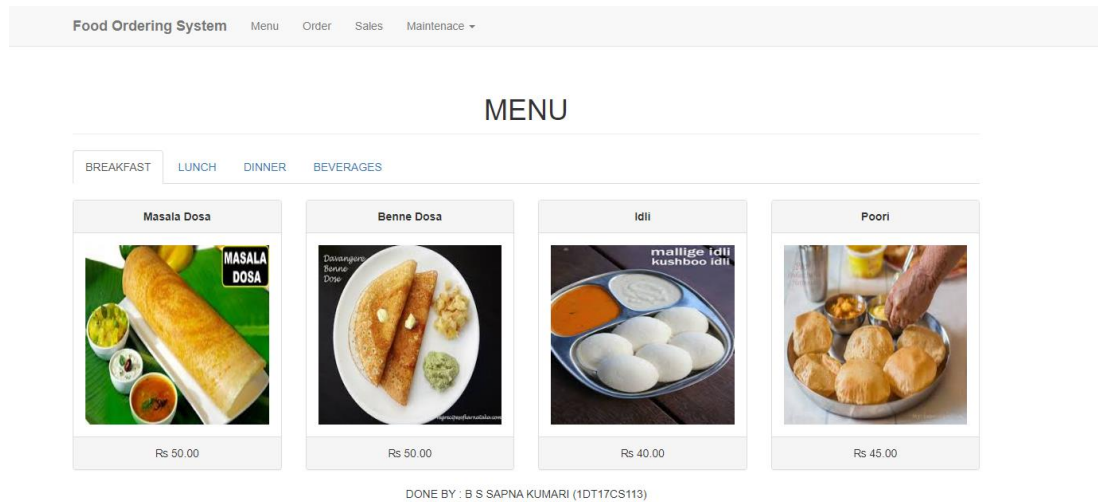 Food Ordering System Menu Order Sales Maintenace
MENU
BREAKFAST LUNCH DINNER BEVERAGES
Masala Dosa Benne Dosa Idli Poori
MASALA
DOSA
Davangere
Benne
Dose
mallige idli
kushboo idli
Rs 50.00 Rs 50.00 Rs 40.00 Rs 45.00
DONE BY : B S SAPNA KUMARI (1DT17CS113)